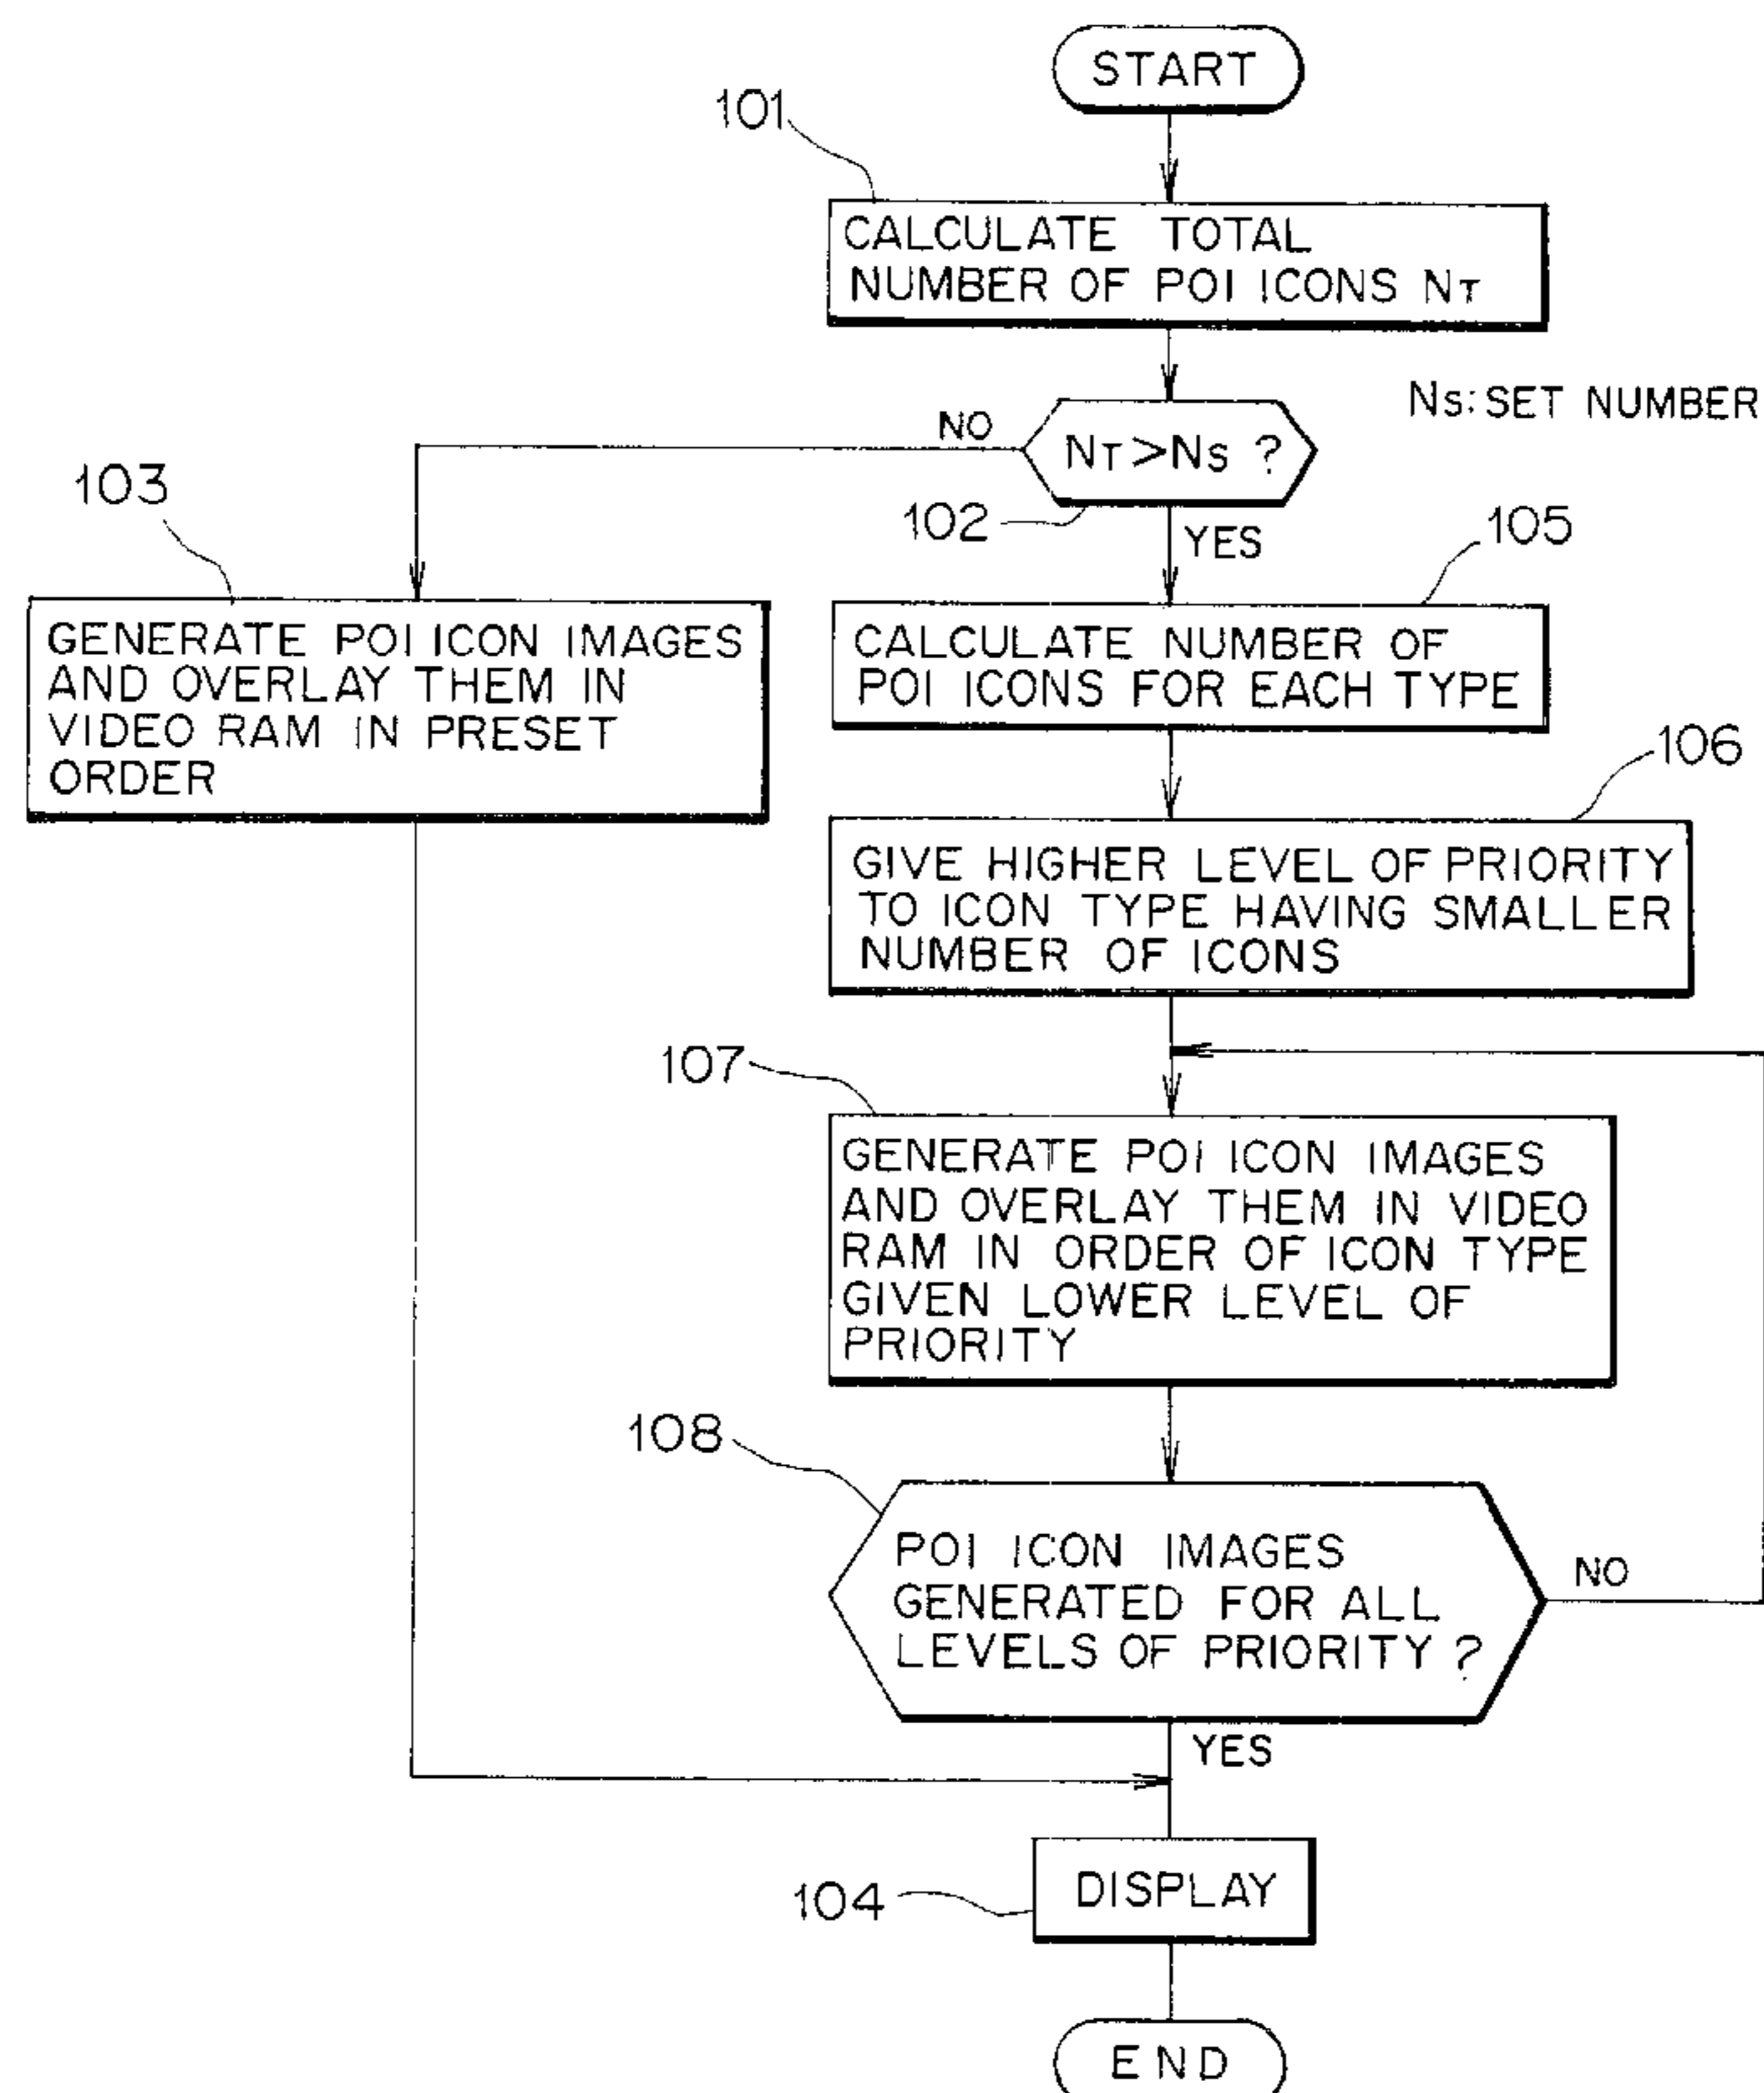 START
101
CALCULATE TOTAL
NUMBER OF POI ICONS NT
NS: SET NUMBER
NT>NS ?
NO
102
YES
103
GENERATE POI ICON IMAGES
AND OVERLAY THEM IN
VIDEO RAM IN PRESET
ORDER
105
CALCULATE NUMBER OF
POI ICONS FOR EACH TYPE
106
GIVE HIGHER LEVEL OF PRIORITY
TO ICON TYPE HAVING SMALLER
NUMBER OF ICONS
107
GENERATE POI ICON IMAGES
AND OVERLAY THEM IN VIDEO
RAM IN ORDER OF ICON TYPE
GIVEN LOWER LEVEL OF
PRIORITY
108
POI ICON IMAGES
GENERATED FOR ALL
LEVELS OF PRIORITY ?
NO
YES
104
DISPLAY
END